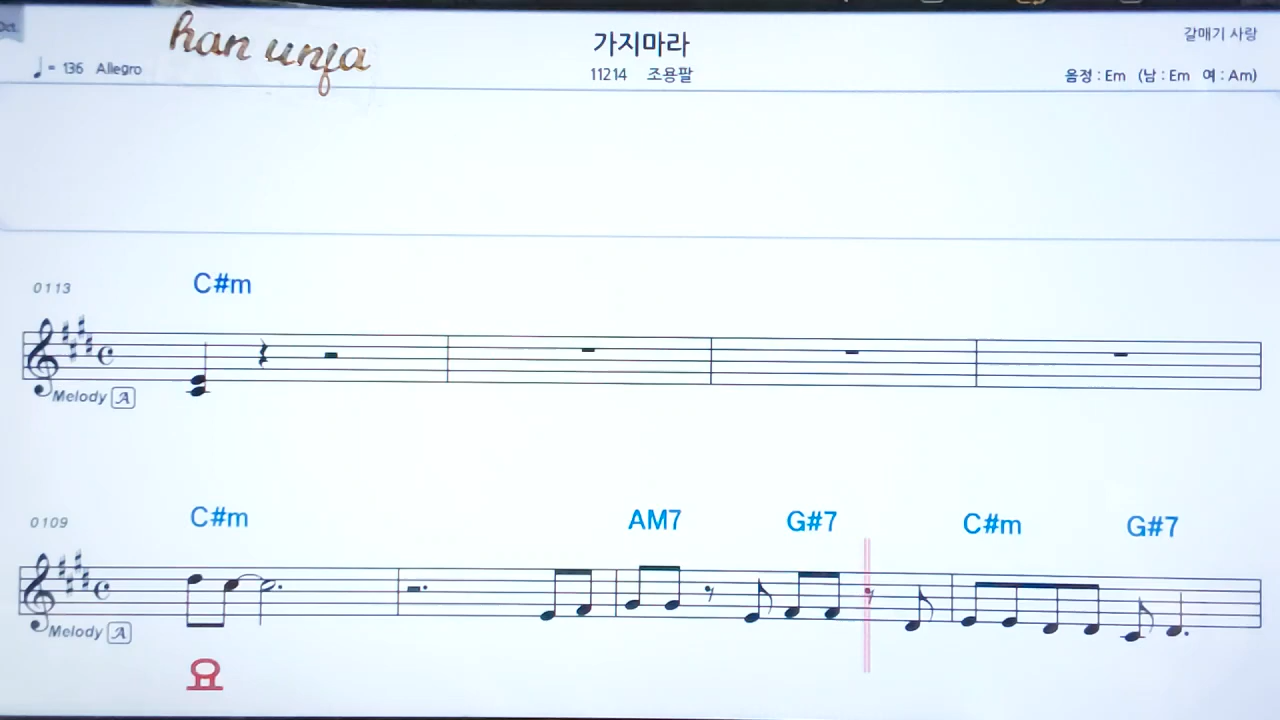 han unja
가지마라
갈매기 사랑
♩= 136 Allegro
11214 조용팔
음정 : Em (남 : Em 여 : Am)
0113
C#m
Melody A
0109
C#m AM7 G#7 C#m G#7
Melody A
요